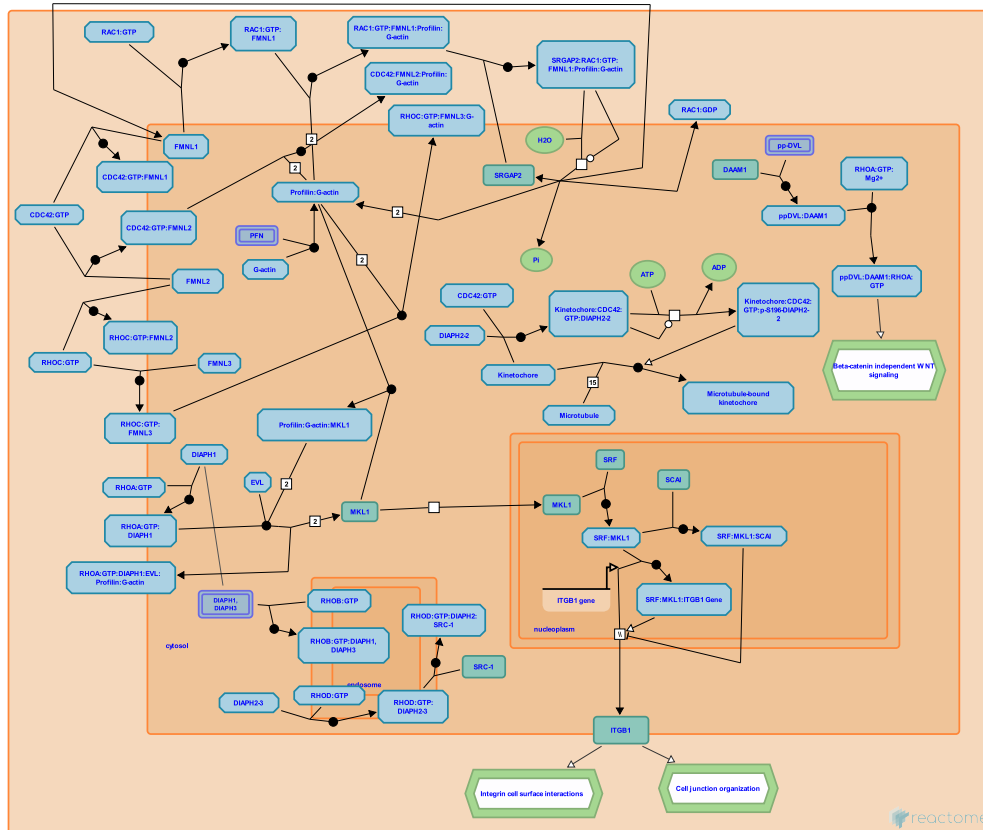 RAC1:GTP
RAC1:GTP:
FMNL1
RAC1:GTP:FMNL1:Profilin:
G-actin
SRGAP2:RAC1:GTP:
FMNL1:Profilin:G-actin
CDC42:FMNL2:Profilin:
G-actin
RHOC:GTP:FMNL3:G-
actin
RAC1:GDP
FMNL1
2
H2O
pp-DVL
DAAM1
RHOA:GTP:
Mg2+
CDC42:GTP:FMNL1
2
SRGAP2
Profilin:G-actin
CDC42:GTP
CDC42:GTP:FMNL2
2
ppDVL:DAAM1
PFN
G-actin
2
Pi
ATP
ADP
FMNL2
ppDVL:DAAM1:RHOA:
GTP
CDC42:GTP
Kinetochore:CDC42:
GTP:DIAPH2-2
Kinetochore:CDC42:
GTP:p-S196-DIAPH2-
2
RHOC:GTP:FMNL2
DIAPH2-2
RHOC:GTP
FMNL3
Kinetochore
Beta-catenin independent WNT
signaling
15
Microtubule-bound
kinetochore
Microtubule
RHOC:GTP:
FMNL3
Profilin:G-actin:MKL1
DIAPH1
SRF
SCAI
RHOA:GTP
EVL
2
MKL1
MKL1
RHOA:GTP:
DIAPH1
2
SRF:MKL1
SRF:MKL1:SCAI
RHOA:GTP:DIAPH1:EVL:
Profilin:G-actin
ITGB1 gene
SRF:MKL1:ITGB1 Gene
DIAPH1,
DIAPH3
RHOB:GTP
RHOD:GTP:DIAPH2:
SRC-1
nucleoplasm
\\
cytosol
RHOB:GTP:DIAPH1,
DIAPH3
SRC-1
endosome
DIAPH2-3
RHOD:GTP
RHOD:GTP:
DIAPH2-3
ITGB1
Integrin cell surface interactions
Cell junction organization
reactome